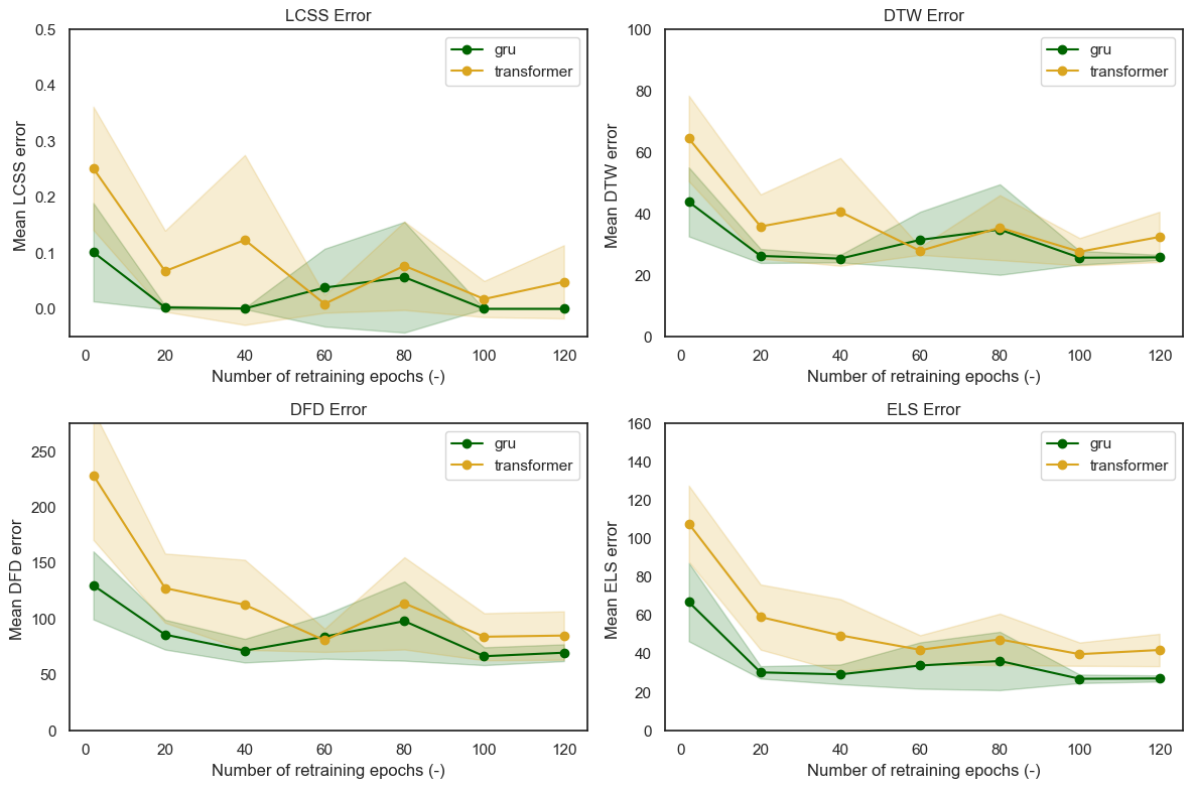 LCSS Error
0.5
0.4
0.3
0.2
0.1
0.0
Mean LCSS error
gru
transformer
0 20 40 60 80 100 120
Number of retraining epochs (-)
DTW Error
100
80
60
40
20
0
Mean DTW error
gru
transformer
0 20 40 60 80 100 120
Number of retraining epochs (-)
DFD Error
250
200
150
100
50
0
Mean DFD error
gru
transformer
0 20 40 60 80 100 120
Number of retraining epochs (-)
ELS Error
160
140
120
100
80
60
40
20
0
Mean ELS error
gru
transformer
0 20 40 60 80 100 120
Number of retraining epochs (-)